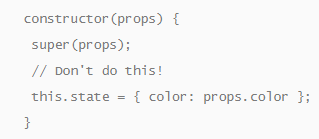 constructor(props) {
super(props);
// Don't do this!
this.state = { color: props.color };
}